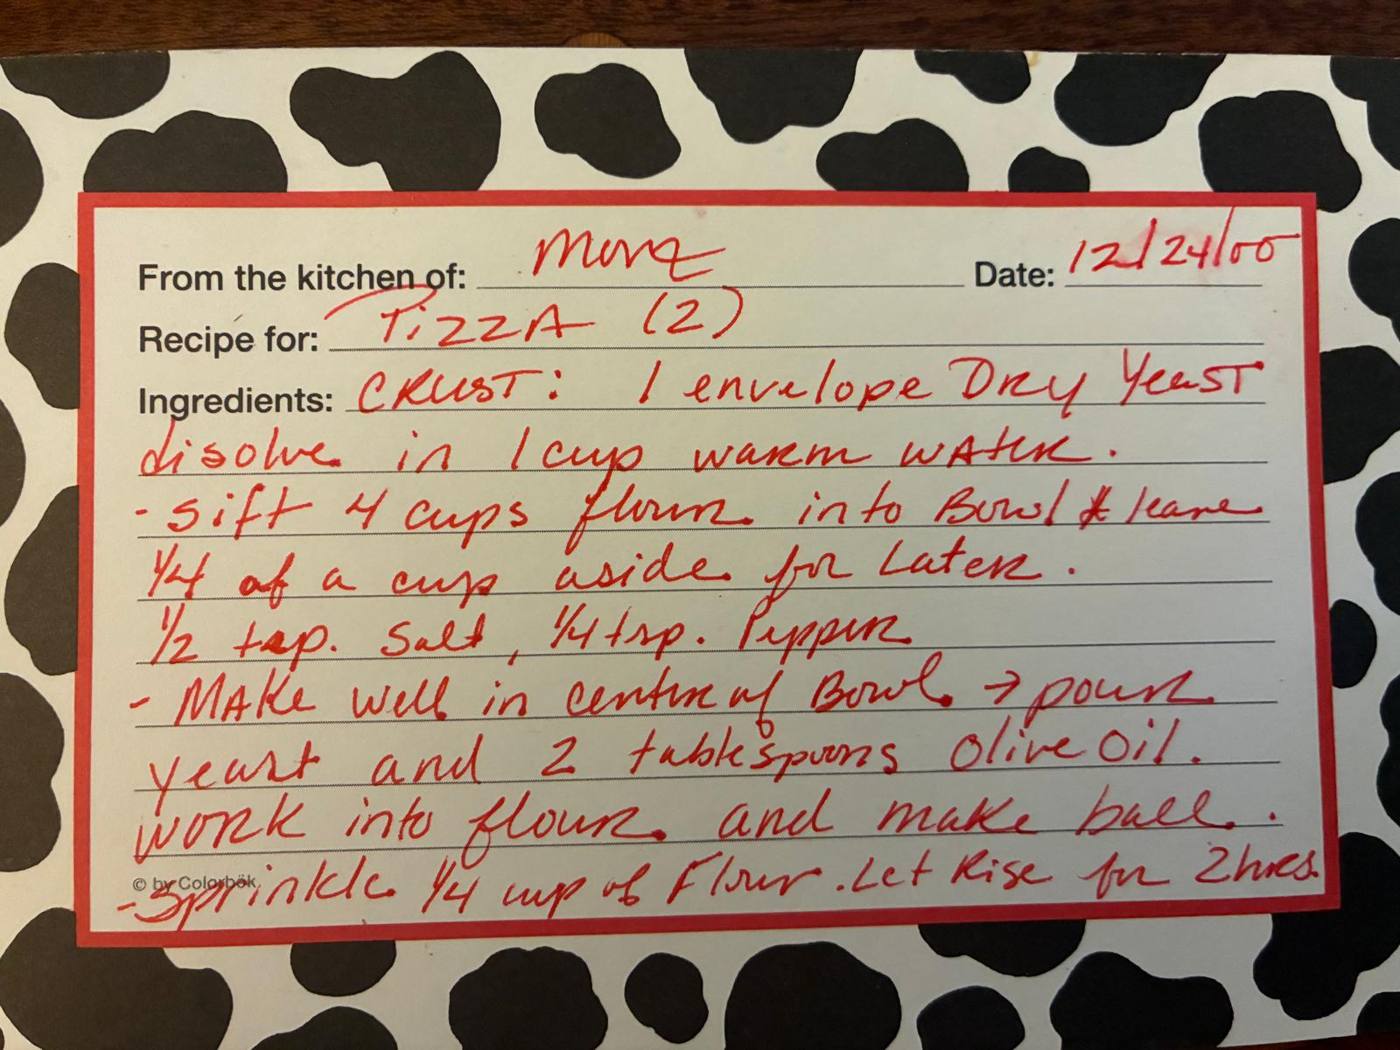 From the kitchen of: Date: 12/24/00
Recipe for: PizzA (2)
Ingredients: CRUST: 1 envelope DRY YeasT
disolve in 1 cup warm water.
- sift 4 cups flour into Bowl & leave
1/4 of a cup aside for Later.
1/2 tsp. Salt, 1/4 tsp. Pepper
- MAKe well in center of Bowl → pour
yeast and 2 tablespoons Olive Oil.
work into flour and make ball.
© by Colorbök
- Sprinkle 1/4 cup of Flour. Let Rise for 2 hrs.